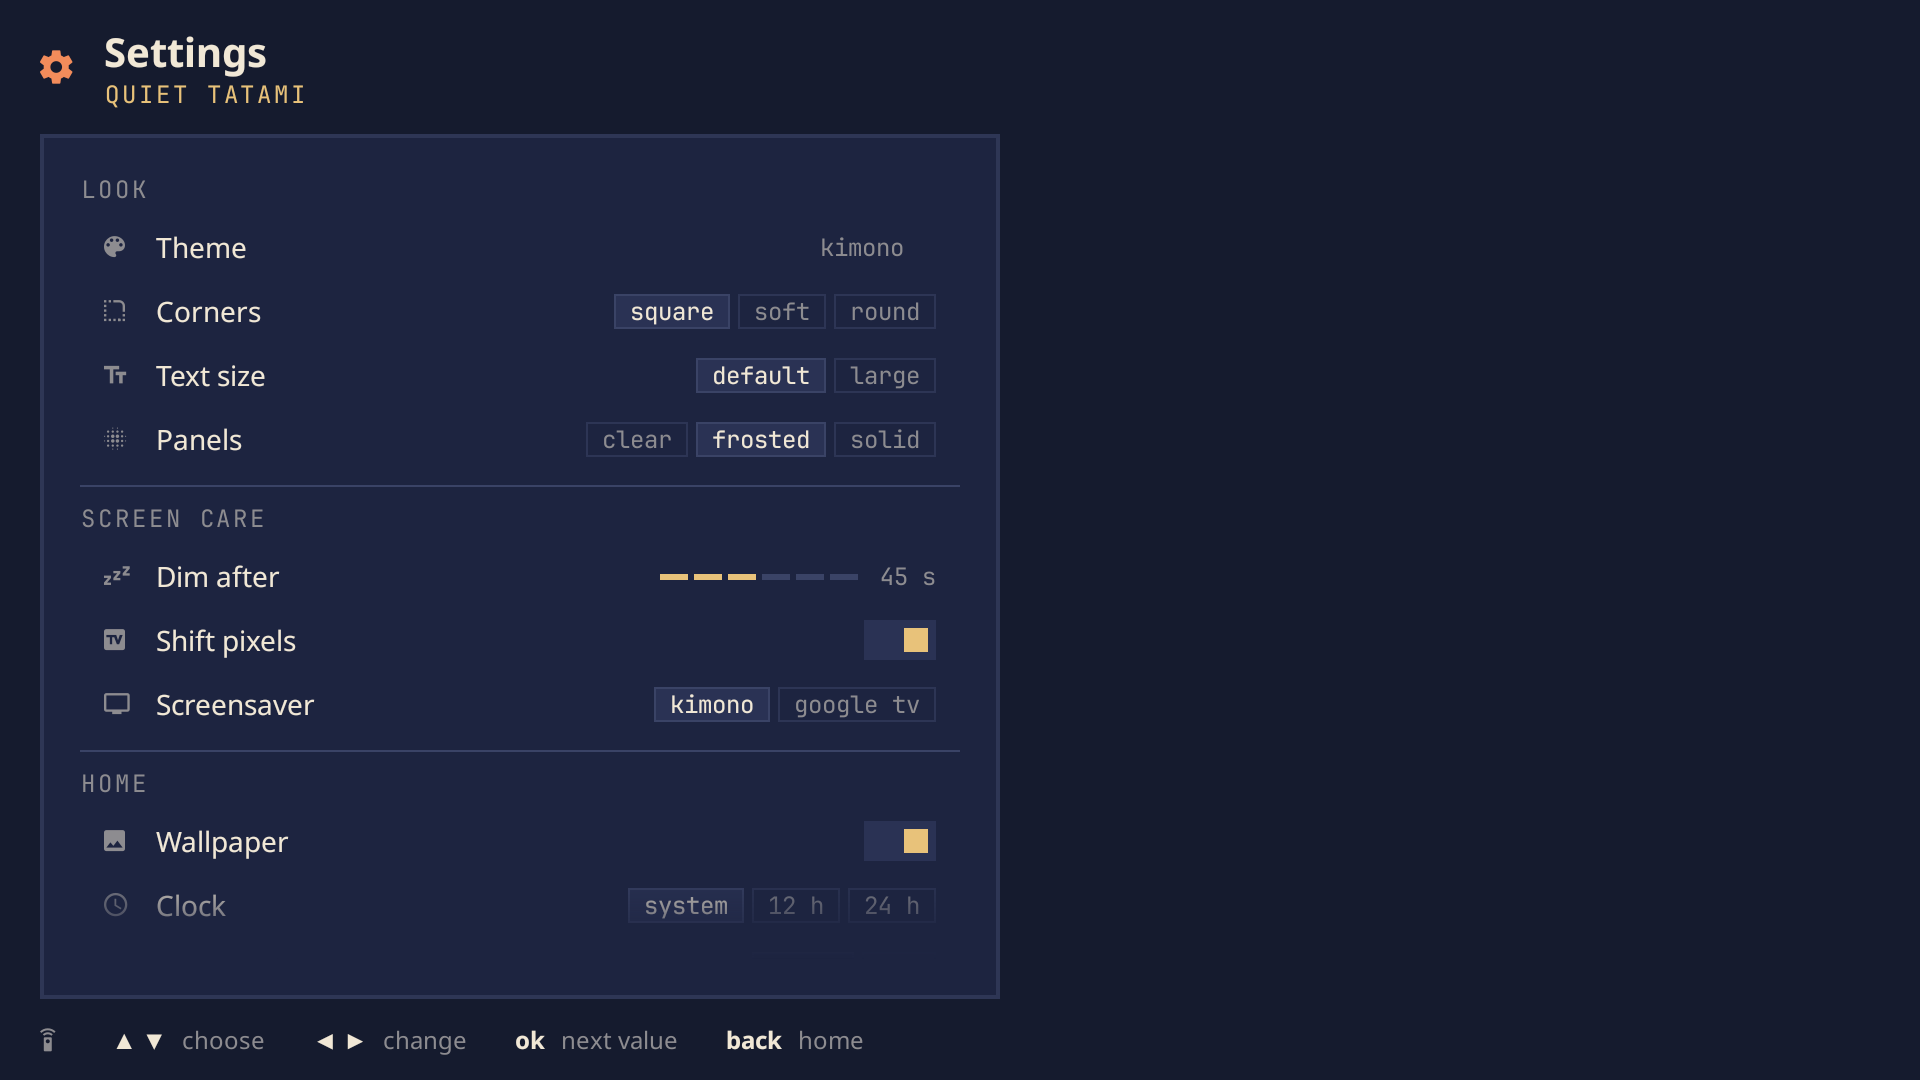 Settings
QUIET TATAMI
LOOK
Theme kimono
Corners square soft round
Text size default large
Panels clear frosted solid
SCREEN CARE
Dim after 45 s
Shift pixels
Screensaver kimono google tv
HOME
Wallpaper
Clock system 12 h 24 h
▲ ▼ choose ◀ ▶ change ok next value back home